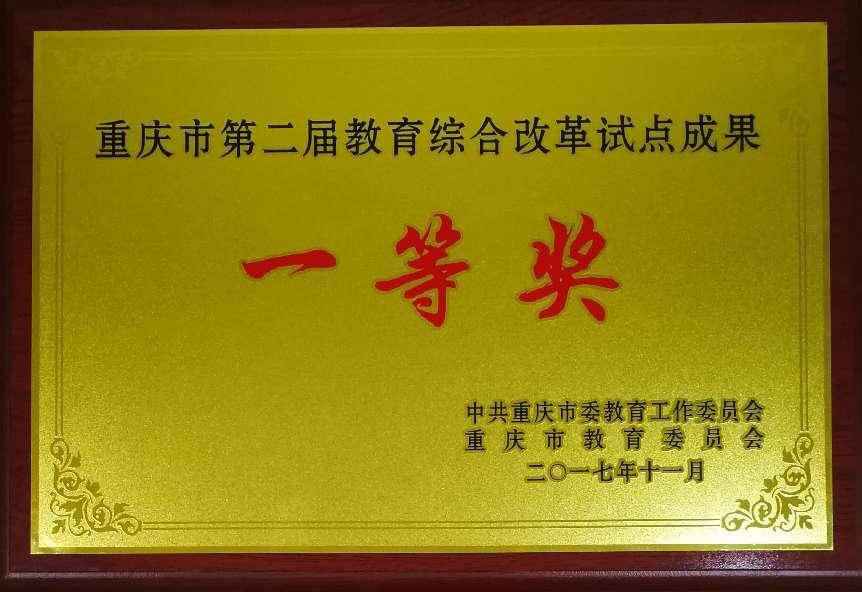 重庆市第二届教育综合改革试点成果
一等奖
中共重庆市委教育工作委员会
重庆市教育委员会
二〇一七年十一月